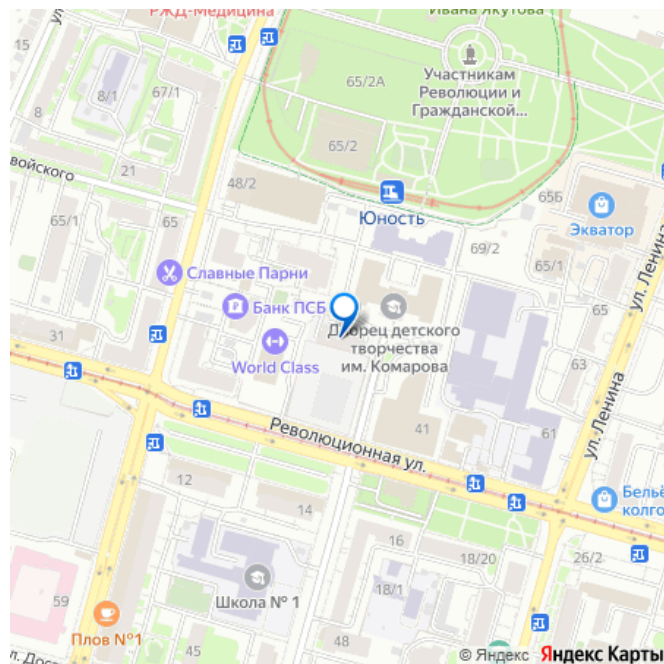 РЖД-Медицина
Ивана Якутова
15
67/1
8/1
8
65/2А
Участникам
Революции и
Гражданской...
65/2
21
войского
48/2
65Б
Юность
Экватор
65/1
65
69/2
65/1
ул. Ленина
Славные Парни
Банк ПСБ
65
31
World Class
Дворец детского
творчества
им. Комарова
63
ул. Ленина
Революционная ул.
41
61
12
14
Бельё
колго
16
18/20
26/2
Школа № 1
18/1
59
Плов №1
45
48
ул. Дос
© Яндекс Яндекс Карты